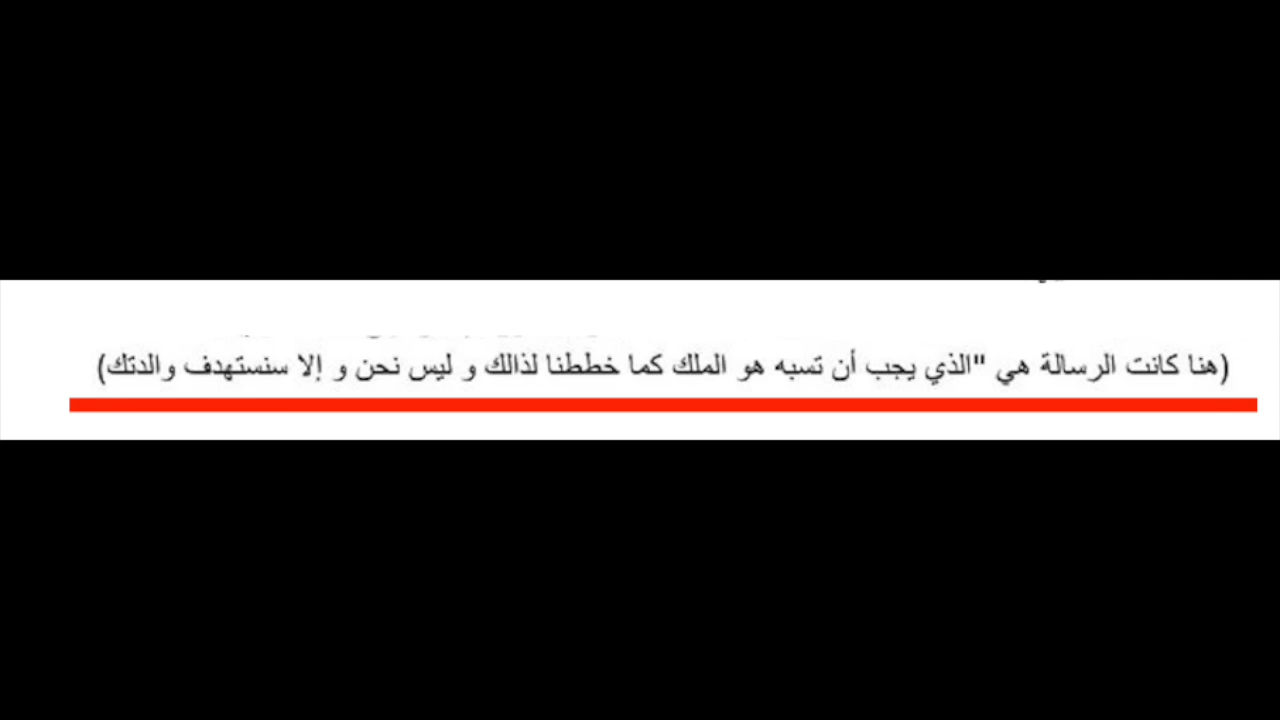 (هنا كانت الرسالة هي "الذي يجب أن تسبه هو الملك كما خططنا لذالك و ليس نحن و إلا سنستهدف والدتك)